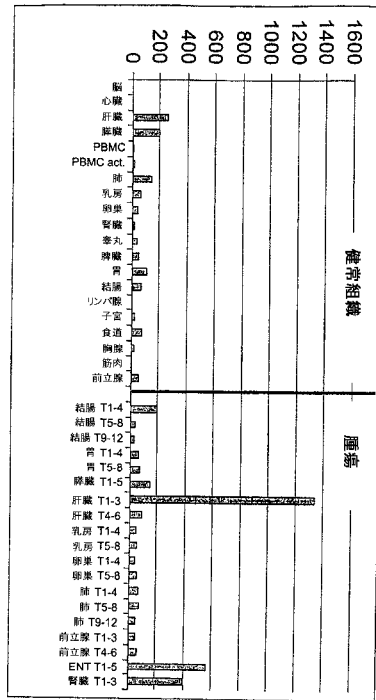 0 200 400 600 800 1000 1200 1400 1600
健常組織
脳
心臓
肝臓
膵臓
PBMC
PBMC act.
肺
乳房
卵巣
腎臓
睾丸
脾臓
胃
結腸
リンパ腺
子宮
食道
胸腺
筋肉
前立腺
腫瘍
結腸 T1-4
結腸 T5-8
結腸 T9-12
胃 T1-4
胃 T5-8
膵臓 T1-5
肝臓 T1-3
肝臓 T4-6
乳房 T1-4
乳房 T5-8
卵巣 T1-4
卵巣 T5-8
肺 T1-4
肺 T5-8
肺 T9-12
前立腺 T1-3
前立腺 T4-6
ENT T1-5
腎臓 T1-3